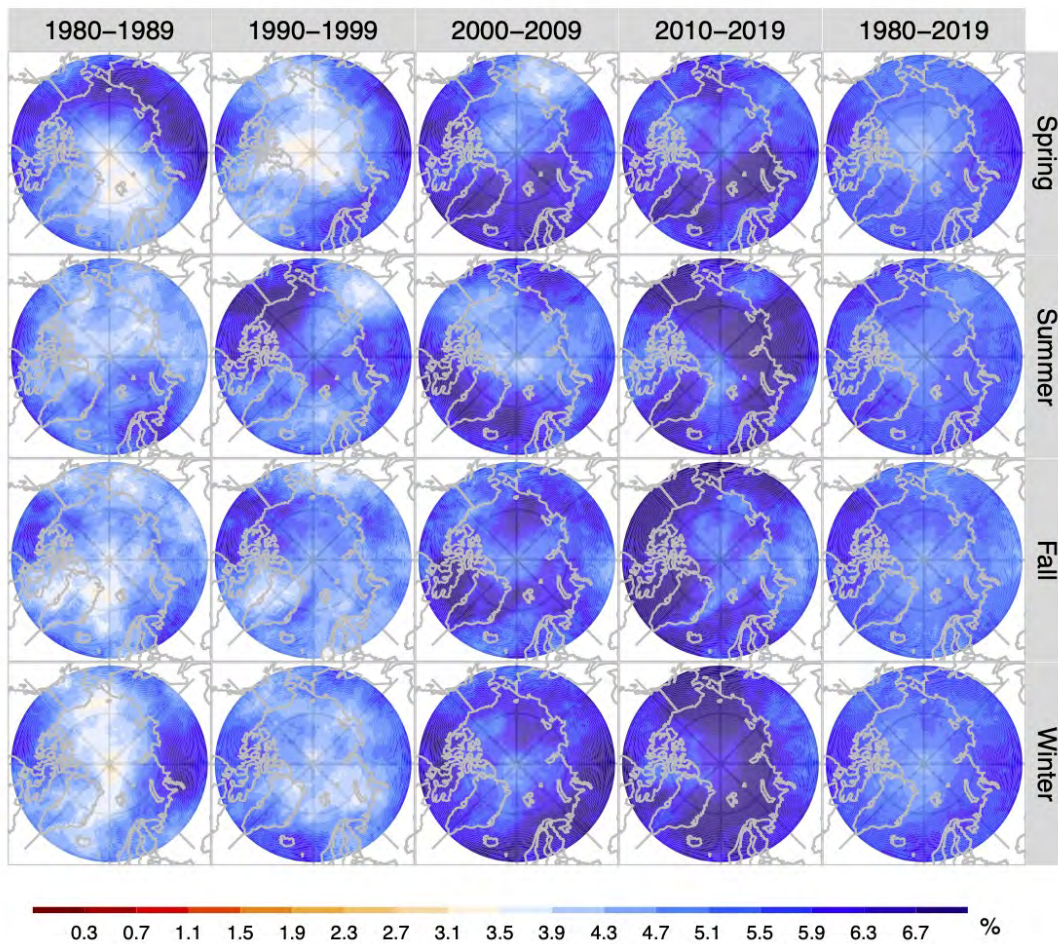 1980–1989 1990–1999 2000–2009 2010–2019 1980–2019
Spring
Summer
Fall
Winter
0.3 0.7 1.1 1.5 1.9 2.3 2.7 3.1 3.5 3.9 4.3 4.7 5.1 5.5 5.9 6.3 6.7 %